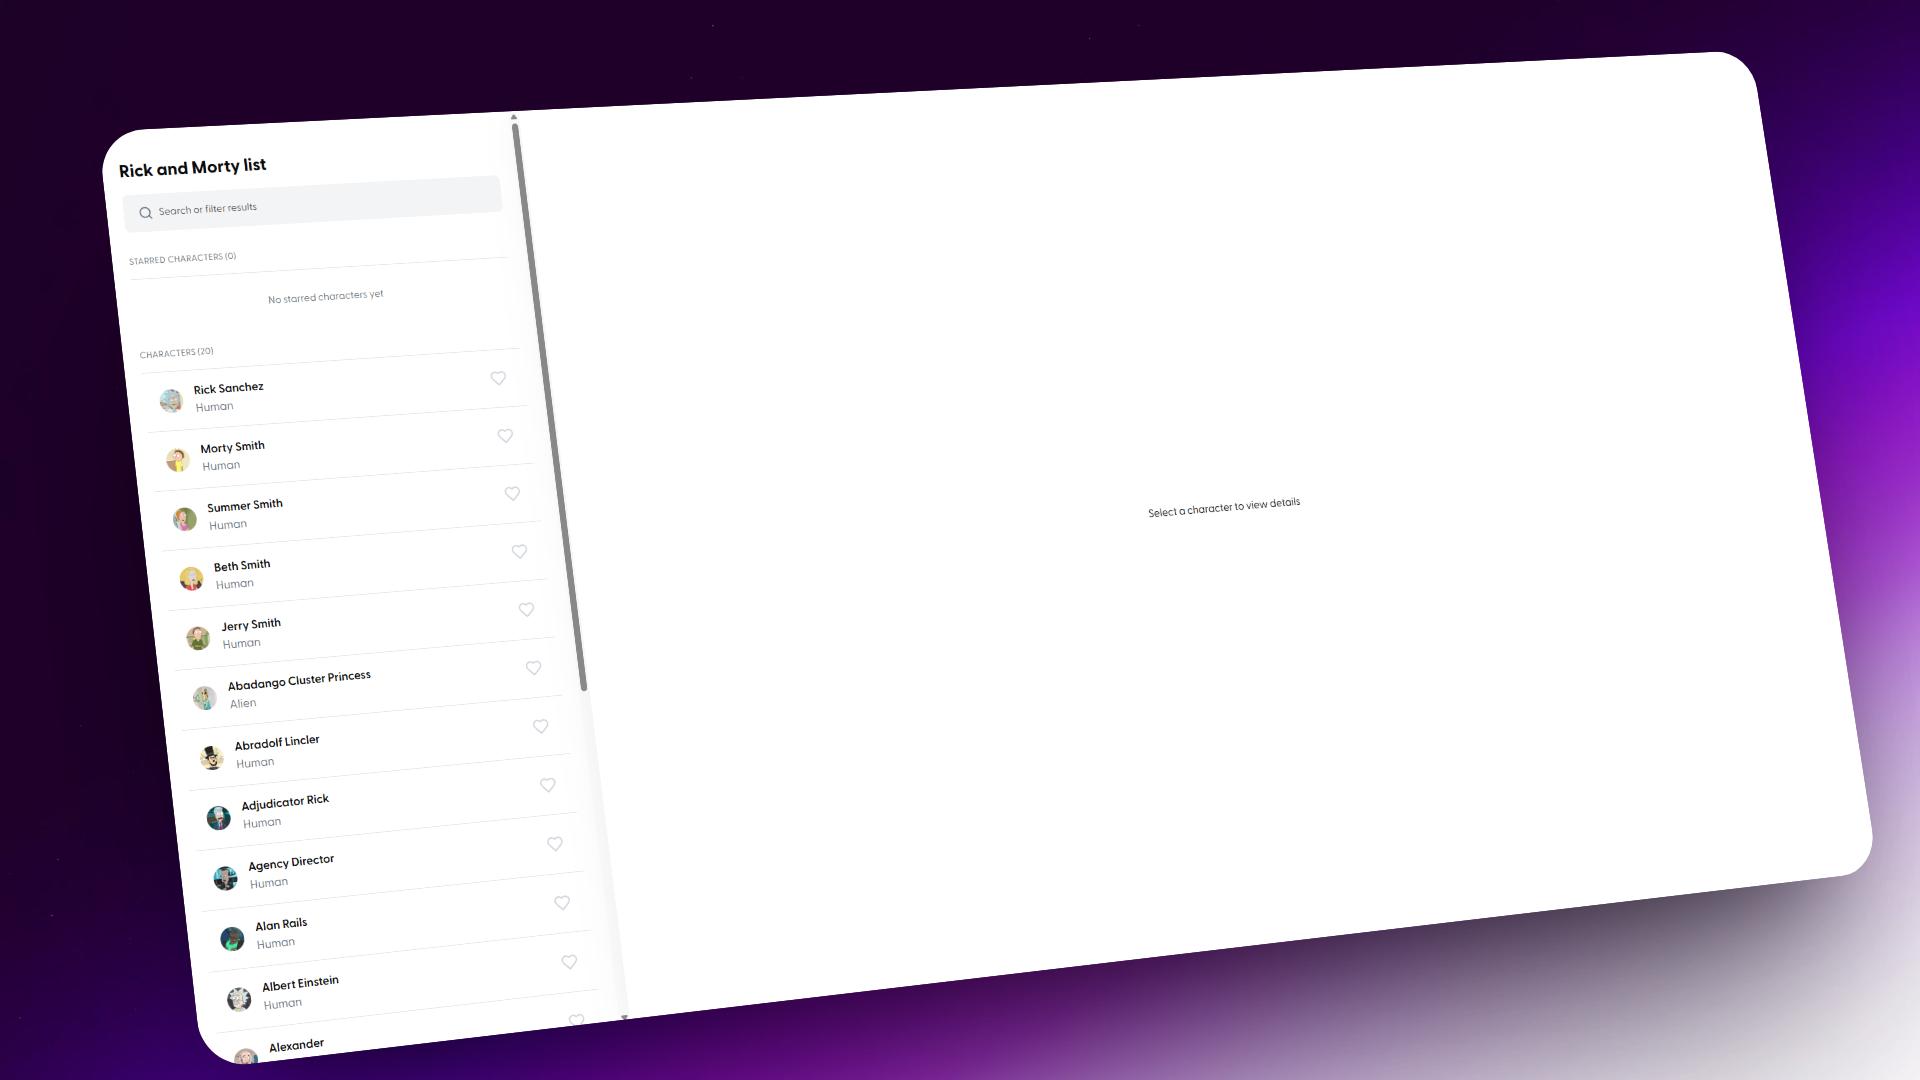 Rick and Morty list
Search or filter results
STARRED CHARACTERS (0)
No starred characters yet
CHARACTERS (20)
Rick Sanchez
Human
Morty Smith
Human
Summer Smith
Human
Beth Smith
Human
Jerry Smith
Human
Abadango Cluster Princess
Alien
Abradolf Lincler
Human
Adjudicator Rick
Human
Agency Director
Human
Alan Rails
Human
Albert Einstein
Human
Alexander
Select a character to view details